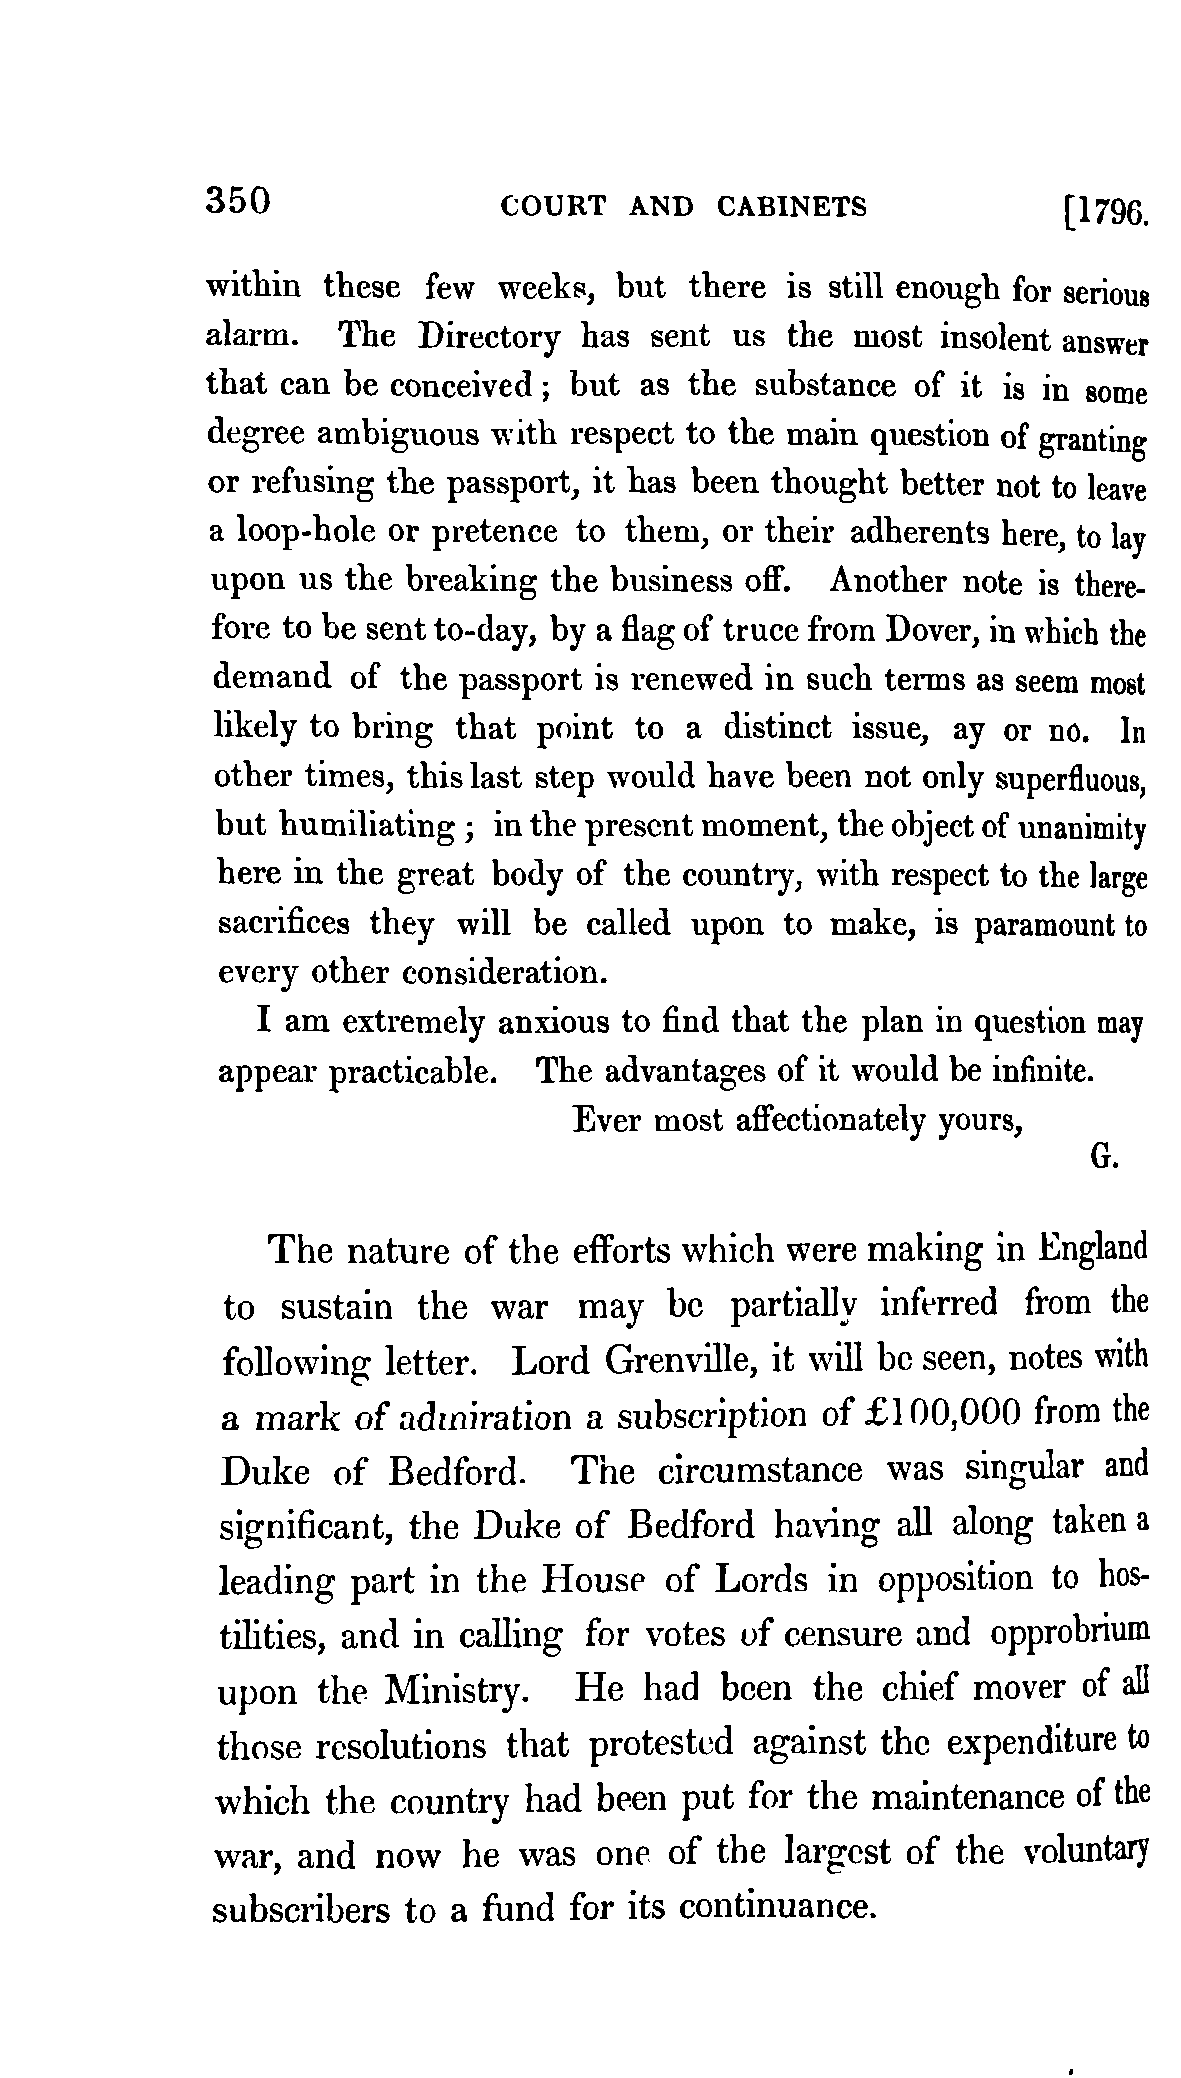 350 COURT AND CABINETS [1796.
within these few weeks, but there is still enough for serious
alarm. The Directory has sent us the most insolent answer
that can be conceived; but as the substance of it is in some
degree ambiguous with respect to the main question of granting
or refusing the passport, it has been thought better not to leave
a loop-hole or pretence to them, or their adherents here, to lay
upon us the breaking the business off. Another note is there-
fore to be sent to-day, by a flag of truce from Dover, in which the
demand of the passport is renewed in such terms as seem most
likely to bring that point to a distinct issue, ay or no. In
other times, this last step would have been not only superfluous,
but humiliating; in the present moment, the object of unanimity
here in the great body of the country, with respect to the large
sacrifices they will be called upon to make, is paramount to
every other consideration.
I am extremely anxious to find that the plan in question may
appear practicable. The advantages of it would be infinite.
Ever most affectionately yours,
G.
The nature of the efforts which were making in England
to sustain the war may be partially inferred from the
following letter. Lord Grenville, it will be seen, notes with
a mark of admiration a subscription of £100,000 from the
Duke of Bedford. The circumstance was singular and
significant, the Duke of Bedford having all along taken a
leading part in the House of Lords in opposition to hos-
tilities, and in calling for votes of censure and opprobrium
upon the Ministry. He had been the chief mover of all
those resolutions that protested against the expenditure to
which the country had been put for the maintenance of the
war, and now he was one of the largest of the voluntary
subscribers to a fund for its continuance.